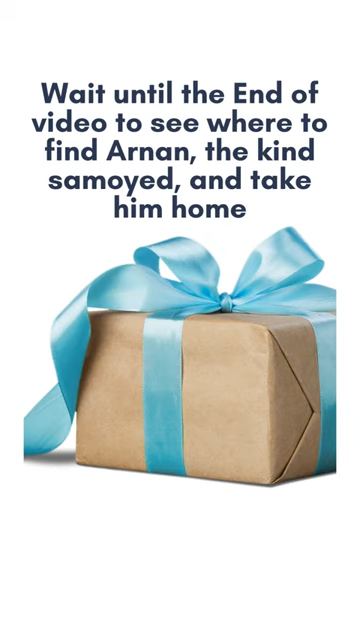 Wait until the End of
video to see where to
find Arnan, the kind
samoyed, and take
him home